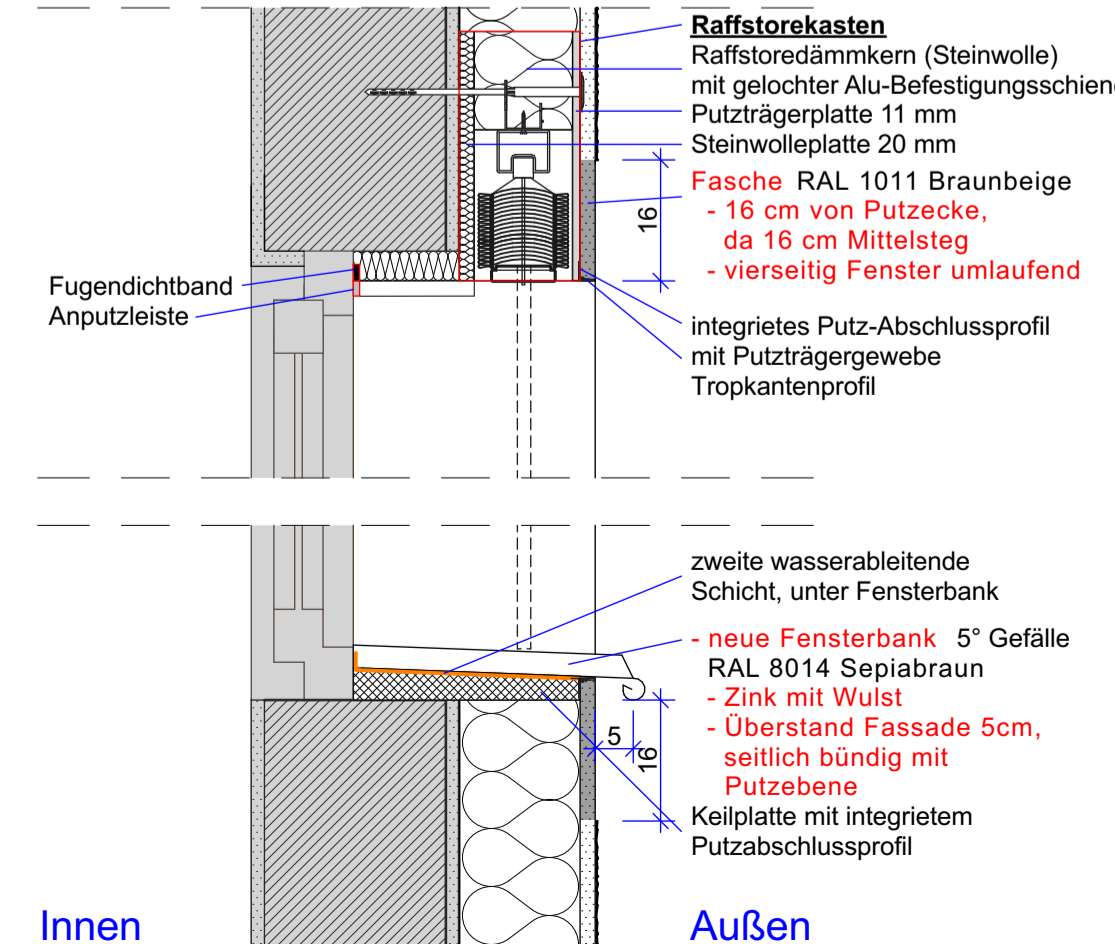 Raffstorekasten
Raffstoredämmkern (Steinwolle)
mit gelochter Alu-Befestigungsschiene
Putzträgerplatte 11 mm
Steinwolleplatte 20 mm
Fasche RAL 1011 Braunbeige
- 16 cm von Putzecke,
da 16 cm Mittelsteg
- vierseitig Fenster umlaufend
16
Fugendichtband
Anputzleiste
integrietes Putz-Abschlussprofil
mit Putzträgergewebe
Tropkantenprofil
zweite wasserableitende
Schicht, unter Fensterbank
- neue Fensterbank 5° Gefälle
RAL 8014 Sepiabraun
- Zink mit Wulst
- Überstand Fassade 5cm,
seitlich bündig mit
Putzebene
5
16
Keilplatte mit integrietem
Putzabschlussprofil
Innen
Außen